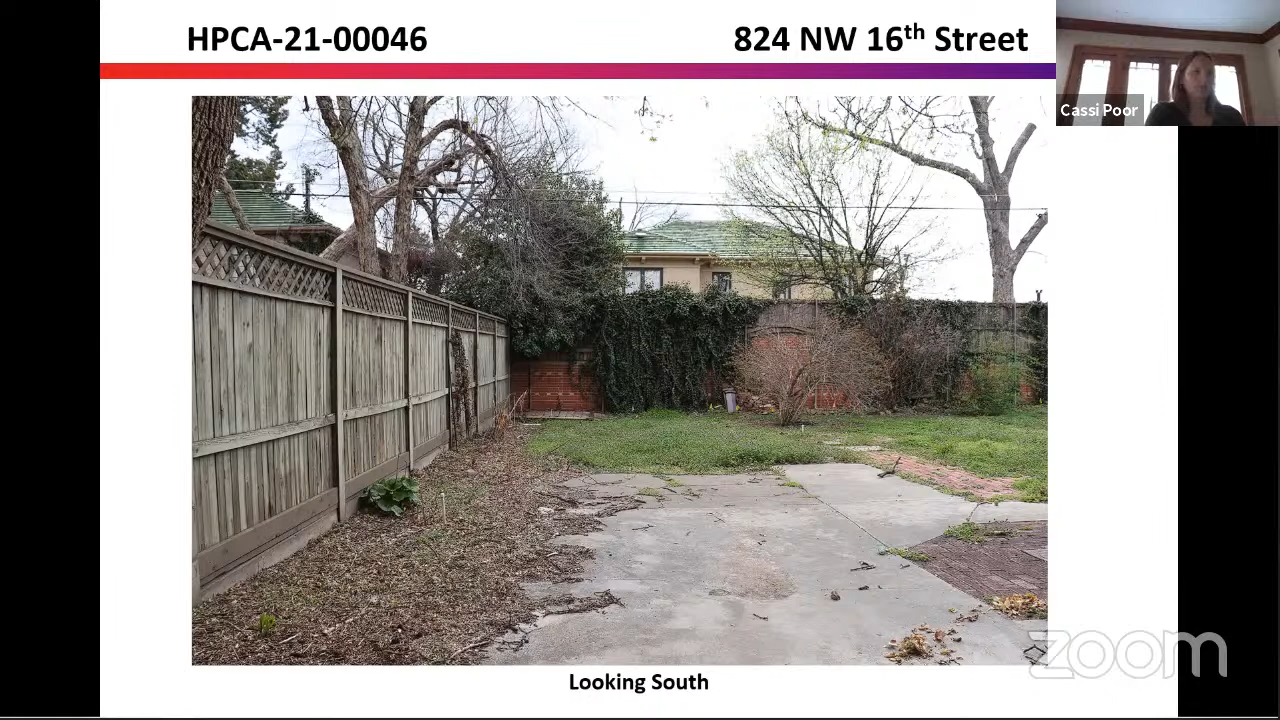 HPCA-21-00046
824 NW 16th Street
Cassi Poor
zoom
Looking South